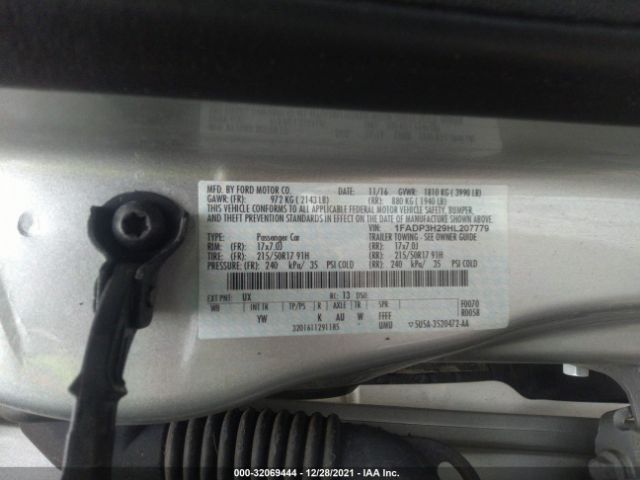 MFD. BY FORD MOTOR CO. DATE: 11/16 GVWR: 1810 KG ( 3990 LB)
GAWR: (FR): 972 KG ( 2143 LB) (RR): 880 KG ( 1940 LB)
THIS VEHICLE CONFORMS TO ALL APPLICABLE FEDERAL MOTOR VEHICLE SAFETY, BUMPER,
AND THEFT PREVENTION STANDARDS IN EFFECT ON THE DATE OF MANUFACTURE SHOWN ABOVE.
VIN: 1FADP3H29HL207779
TYPE: Passenger Car TRAILER TOWING - SEE OWNER GUIDE
RIM: (FR): 17x7.0J (RR): 17x7.0J
TIRE: (FR): 215/50R17 91H (RR): 215/50R17 91H
PRESSURE: (FR): 240 kPa/ 35 PSI COLD (RR): 240 kPa/ 35 PSI COLD
EXT PNT: UX RC: 13 DSO: F0070
WB INT TR TP/PS R AXLE TR SPR R0058
YW K AU W FFFF
3201611291185 UMU ▽5U5A-3520472-AA
000-32069444 - 12/28/2021 - IAA Inc.